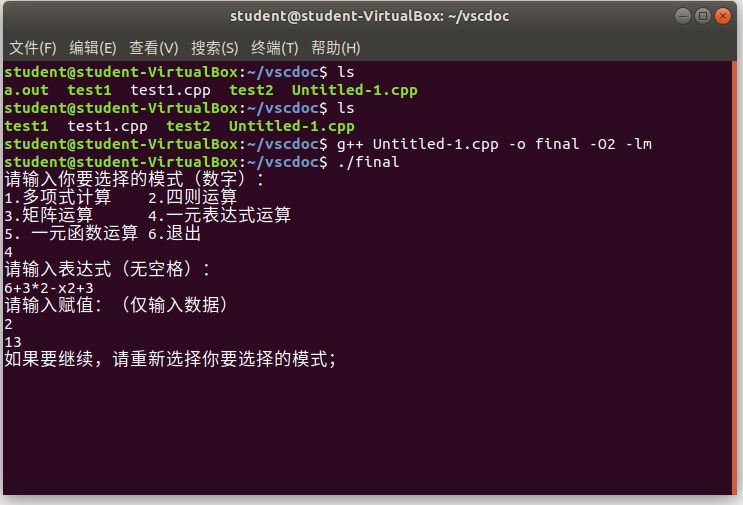 student@student-VirtualBox: ~/vscdoc
文件(F) 编辑(E) 查看(V) 搜索(S) 终端(T) 帮助(H)
student@student-VirtualBox:~/vscdoc$ ls
a.out test1 test1.cpp test2 Untitled-1.cpp
student@student-VirtualBox:~/vscdoc$ ls
test1 test1.cpp test2 Untitled-1.cpp
student@student-VirtualBox:~/vscdoc$ g++ Untitled-1.cpp -o final -O2 -lm
student@student-VirtualBox:~/vscdoc$ ./final
请输入你要选择的模式（数字）：
1.多项式计算 2.四则运算
3.矩阵运算 4.一元表达式运算
5. 一元函数运算 6.退出
4
请输入表达式（无空格）：
6+3*2-x2+3
请输入赋值：（仅输入数据）
2
13
如果要继续，请重新选择你要选择的模式；